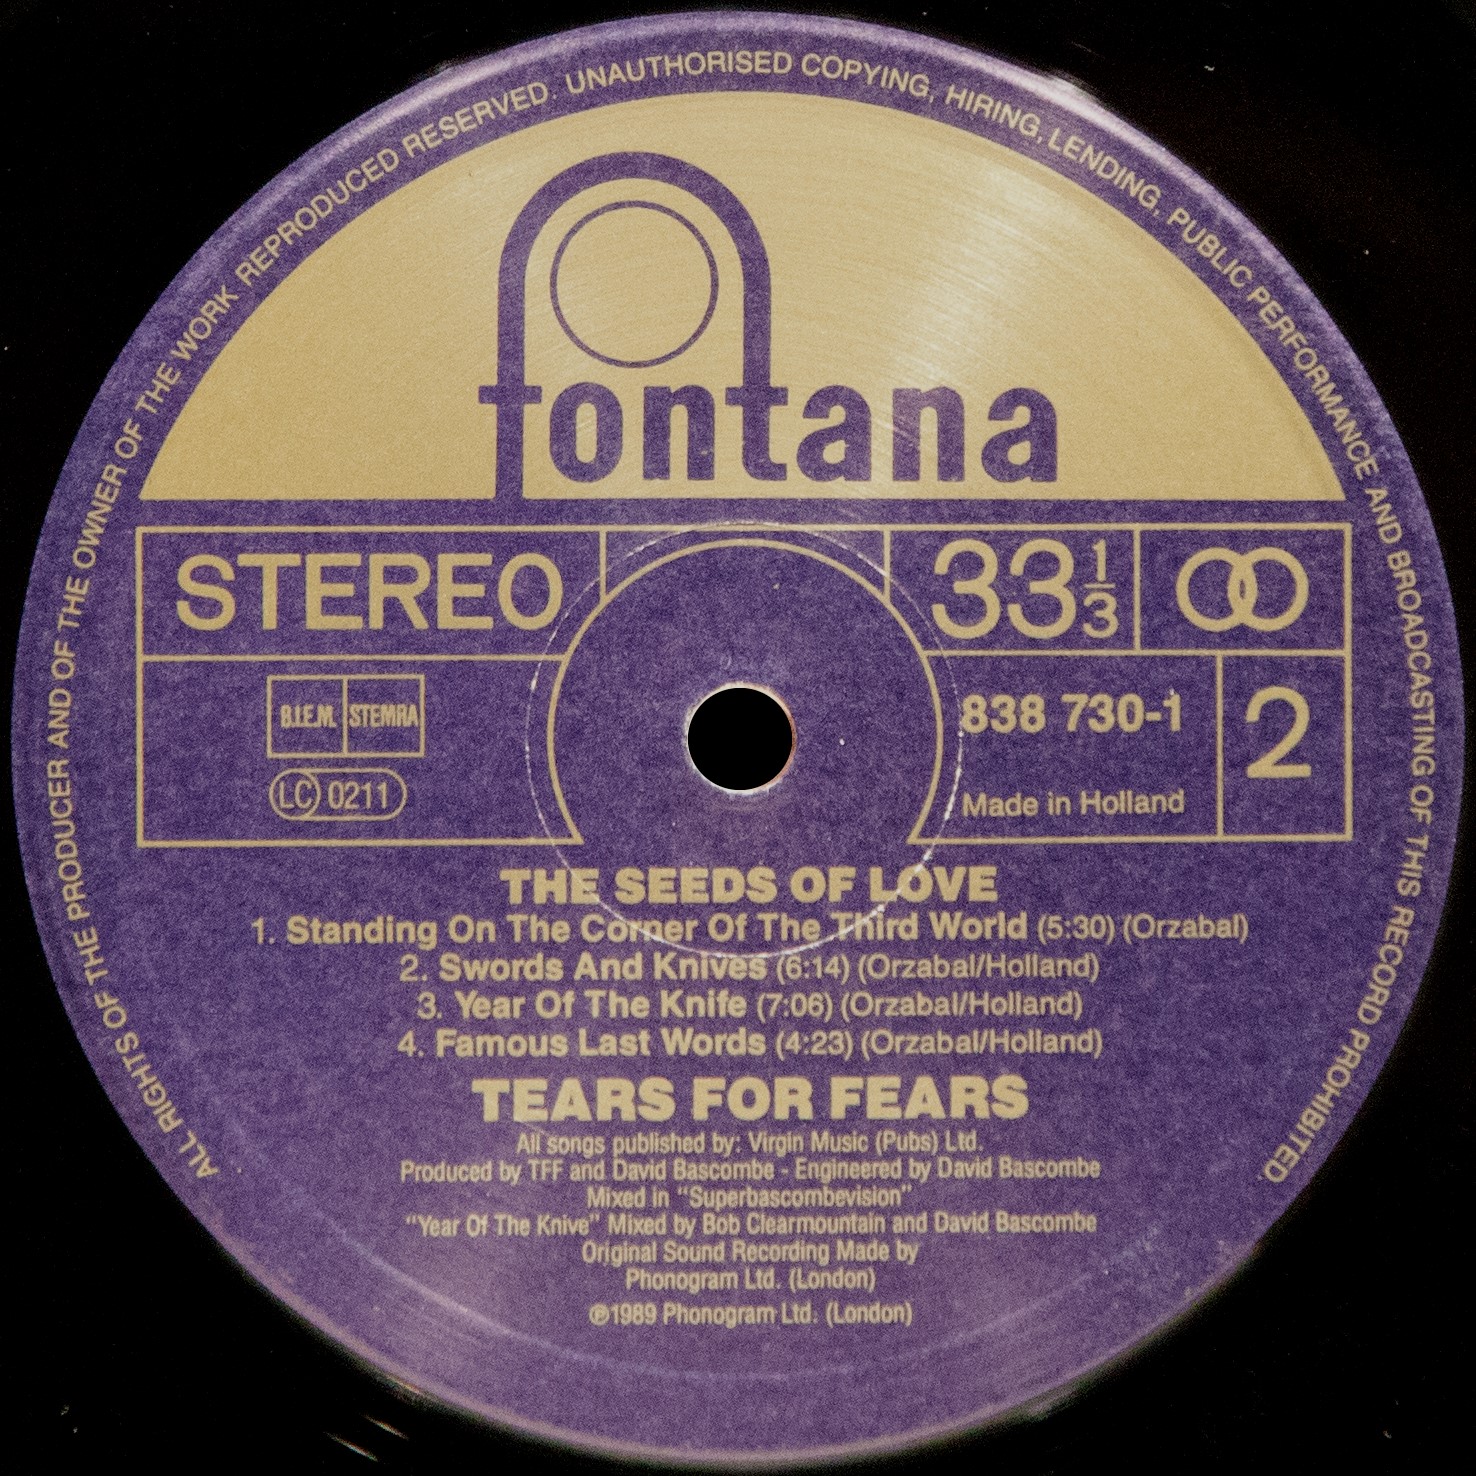 ALL RIGHTS OF THE PRODUCER AND OF THE OWNER OF THE WORK REPRODUCED RESERVED. UNAUTHORISED COPYING, HIRING, LENDING, PUBLIC PERFORMANCE AND BROADCASTING OF THIS RECORD PROHIBITED.
fontana
STEREO
33 1/3
B.I.E.M. STEMRA
LC 0211
838 730-1
2
Made in Holland
THE SEEDS OF LOVE
1. Standing On The Corner Of The Third World (5:30) (Orzabal)
2. Swords And Knives (6:14) (Orzabal/Holland)
3. Year Of The Knife (7:06) (Orzabal/Holland)
4. Famous Last Words (4:23) (Orzabal/Holland)
TEARS FOR FEARS
All songs published by: Virgin Music (Pubs) Ltd.
Produced by TFF and David Bascombe - Engineered by David Bascombe
Mixed in "Superbascombevision"
"Year Of The Knive" Mixed by Bob Clearmountain and David Bascombe
Original Sound Recording Made by
Phonogram Ltd. (London)
℗1989 Phonogram Ltd. (London)